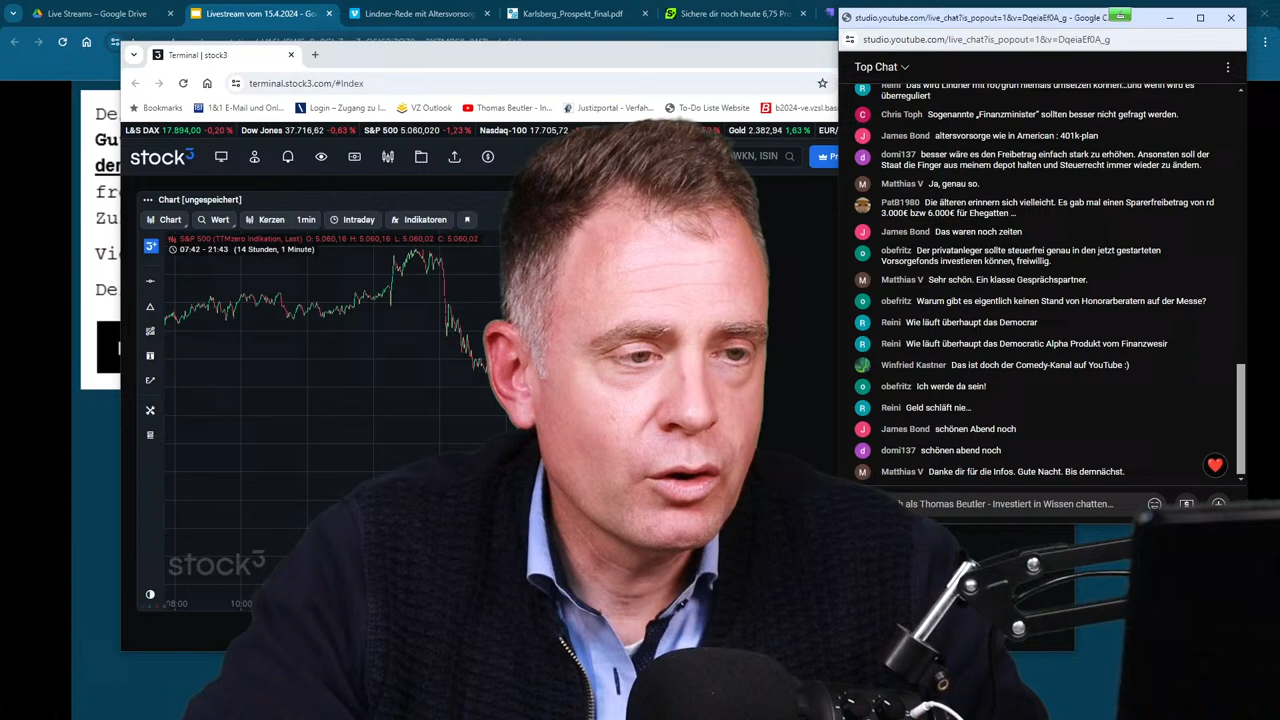 Live Streams – Google Drive
Livestream vom 15.4.2024 - Go
Lindner-Rede mit Altersvorsor
Karlsberg_Prospekt_final.pdf
Sichere dir noch heute 6,75 Pro
studio.youtube.com/live_chat?is_popout=1&v=DqeiaEf0A_g - Google C
studio.youtube.com/live_chat?is_popout=1&v=DqeiaEf0A_g
Terminal | stock3
terminal.stock3.com/#Index
Bookmarks
1&1 E-Mail und Onl...
Login – Zugang zu I...
VZ Outlook
Thomas Beutler - In...
Justizportal - Verfah...
To-Do Liste Website
b2024-ve.vzsl.bas
L&S DAX 17.894,00 -0,20 %
Dow Jones 37.716,62 -0,63 %
S&P 500 5.060,020 -1,23 %
Nasdaq-100 17.705,72
Gold 2.382,94 1,63 %
EUR/
stock3
WKN, ISIN
Chart [ungespeichert]
Chart
Wert
Kerzen
1min
Intraday
Indikatoren
S&P 500 (TTMzero Indikation, Last) O: 5.060,16 H: 5.060,16 L: 5.060,02 C: 5.060,02
07:42 - 21:43 (14 Stunden, 1 Minute)
stock3
08:00
10:00
De
Gu
der
fre
Zu
Vie
De
Top Chat
Reini Das wird Lindner mit rot/grün niemals umsetzen können...und wenn wird es
überreguliert
Chris Toph Sogenannte „Finanzminister“ sollten besser nicht gefragt werden.
James Bond altersvorsorge wie in American : 401k-plan
domi137 besser wäre es den Freibetrag einfach stark zu erhöhen. Ansonsten soll der
Staat die Finger aus meinem depot halten und Steuerrecht immer wieder zu ändern.
Matthias V Ja, genau so.
PatB1980 Die älteren erinnern sich vielleicht. Es gab mal einen Sparerfreibetrag von rd
3.000€ bzw 6.000€ für Ehegatten ...
James Bond Das waren noch zeiten
obefritz Der privatanleger sollte steuerfrei genau in den jetzt gestarteten
Vorsorgefonds investieren können, freiwillig.
Matthias V Sehr schön. Ein klasse Gesprächspartner.
obefritz Warum gibt es eigentlich keinen Stand von Honorarberatern auf der Messe?
Reini Wie läuft überhaupt das Democrar
Reini Wie läuft überhaupt das Democratic Alpha Produkt vom Finanzwesir
Winfried Kastner Das ist doch der Comedy-Kanal auf YouTube :)
obefritz Ich werde da sein!
Reini Geld schläft nie...
James Bond schönen Abend noch
domi137 schönen abend noch
Matthias V Danke dir für die Infos. Gute Nacht. Bis demnächst.
als Thomas Beutler - Investiert in Wissen chatten...